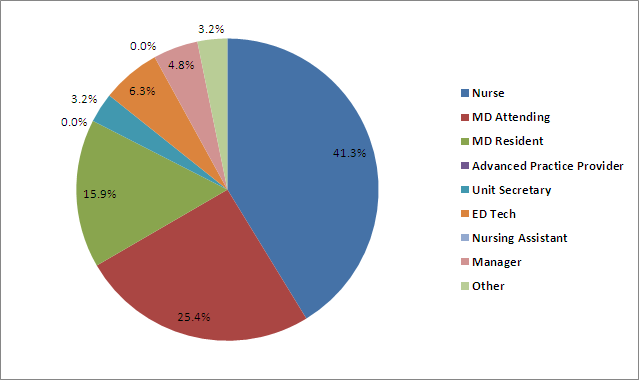 3.2%
0.0%
4.8%
6.3%
3.2%
0.0%
15.9%
41.3%
25.4%
Nurse
MD Attending
MD Resident
Advanced Practice Provider
Unit Secretary
ED Tech
Nursing Assistant
Manager
Other